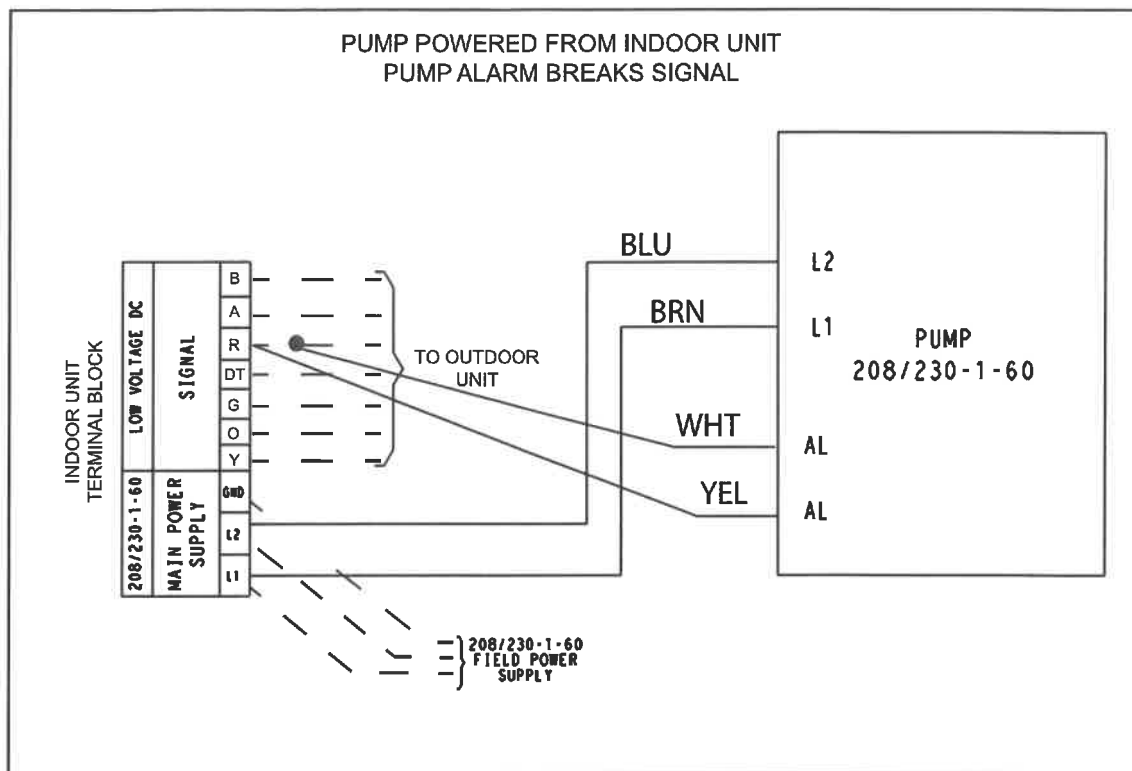 PUMP POWERED FROM INDOOR UNIT
PUMP ALARM BREAKS SIGNAL
INDOOR UNIT
TERMINAL BLOCK
LOW VOLTAGE DC
SIGNAL
B
A
R
DT
G
O
Y
208/230-1-60
MAIN POWER
SUPPLY
GND
L2
L1
TO OUTDOOR
UNIT
208/230-1-60
FIELD POWER
SUPPLY
BLU
BRN
WHT
YEL
L2
L1
PUMP
208/230-1-60
AL
AL